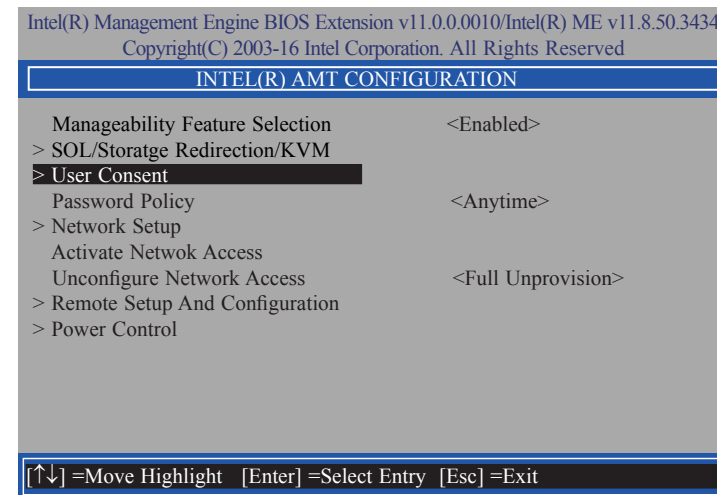 Intel(R) Management Engine BIOS Extension v11.0.0.0010/Intel(R) ME v11.8.50.3434
Copyright(C) 2003-16 Intel Corporation. All Rights Reserved
INTEL(R) AMT CONFIGURATION
Manageability Feature Selection <Enabled>
> SOL/Storatge Redirection/KVM
> User Consent
Password Policy <Anytime>
> Network Setup
Activate Netwok Access
Unconfigure Network Access <Full Unprovision>
> Remote Setup And Configuration
> Power Control
[↑↓] =Move Highlight [Enter] =Select Entry [Esc] =Exit